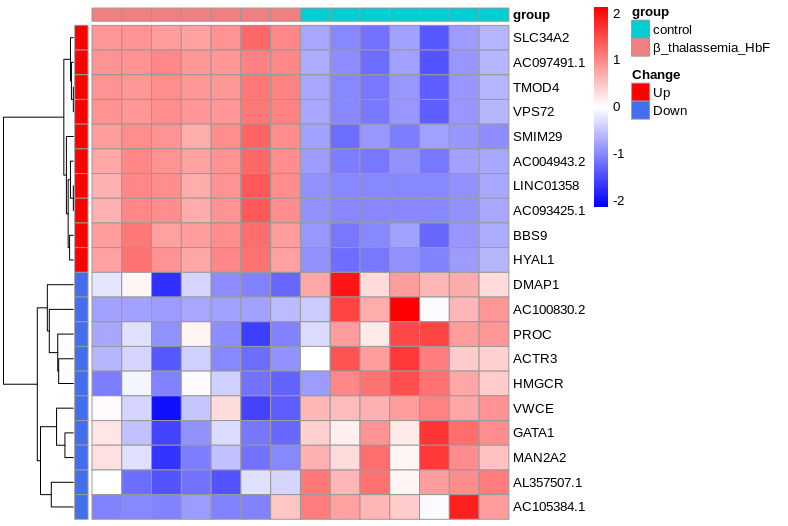 SLC34A2
AC097491.1
TMOD4
VPS72
SMIM29
AC004943.2
LINC01358
AC093425.1
BBS9
HYAL1
DMAP1
AC100830.2
PROC
ACTR3
HMGCR
VWCE
GATA1
MAN2A2
AL357507.1
AC105384.1
group
2
1
0
-1
-2
group
control
β_thalassemia_HbF
Change
Up
Down